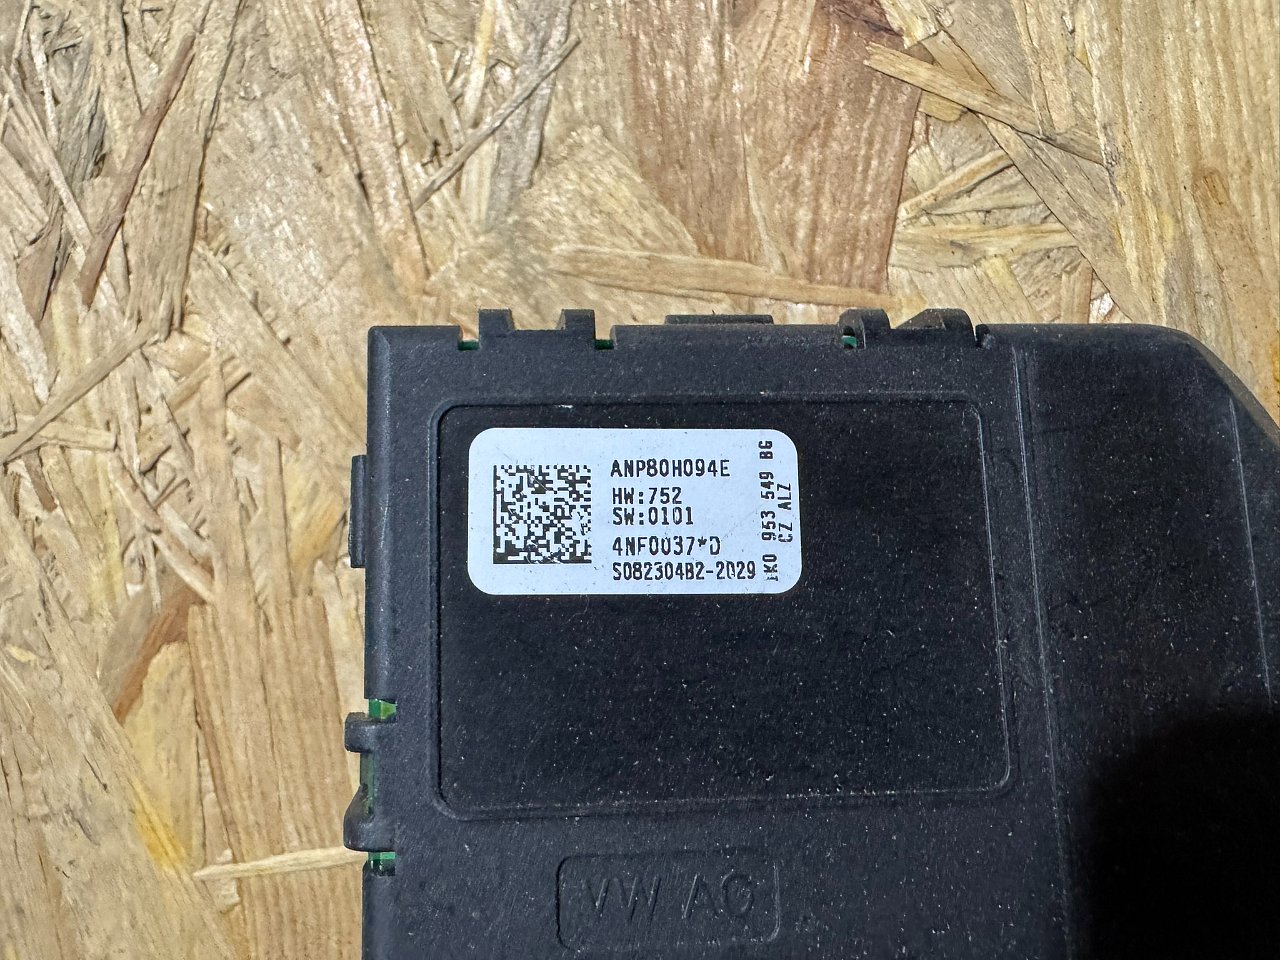 ANP80H094E
HW:752
SW:0101
4NF0037*D
S082304B2-2029
1K0 953 549 BG
CZ ALZ
VW AG